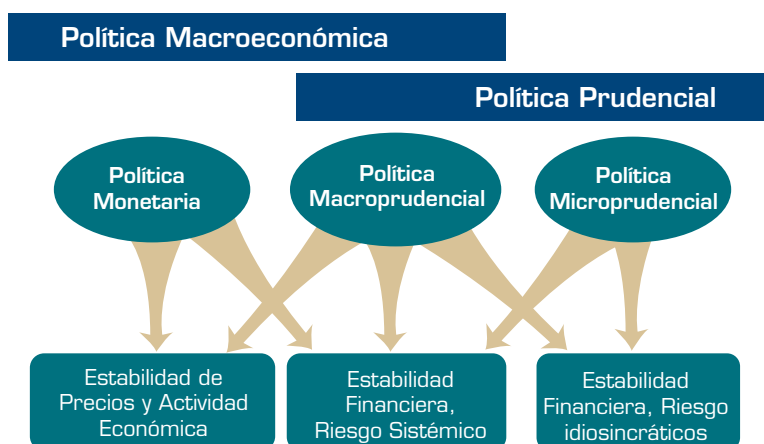 Política Macroeconómica
Política Prudencial
Política
Monetaria
Política
Macroprudencial
Política
Microprudencial
Estabilidad de
Precios y Actividad
Económica
Estabilidad
Financiera,
Riesgo Sistémico
Estabilidad
Financiera, Riesgo
idiosincráticos